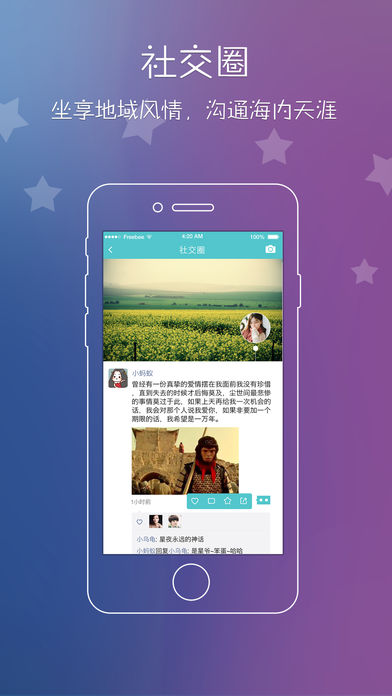 社交圈
坐享地域风情，沟通海内天涯
Freebee
4:20 AM
100%
社交圈
小蚂蚁
曾经有一份真挚的爱情摆在我面前我没有珍惜
，直到失去的时候才后悔莫及，尘世间最悲惨
的事情莫过于此，如果上天再给我一次机会的
话，我会对那个人说我爱你，如果非要加一个
期限的话，我希望是一万年。
1小时前
小乌龟: 星夜永远的神话
小蚂蚁回复小乌龟: 是星爷~笨蛋~哈哈